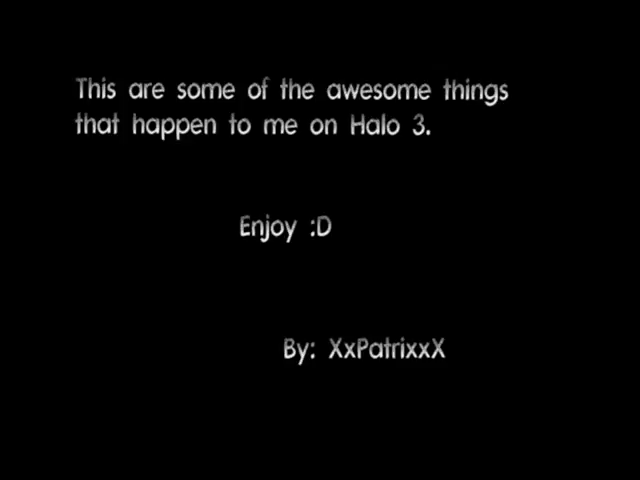 This are some of the awesome things
that happen to me on Halo 3.
Enjoy :D
By: XxPatrixxX